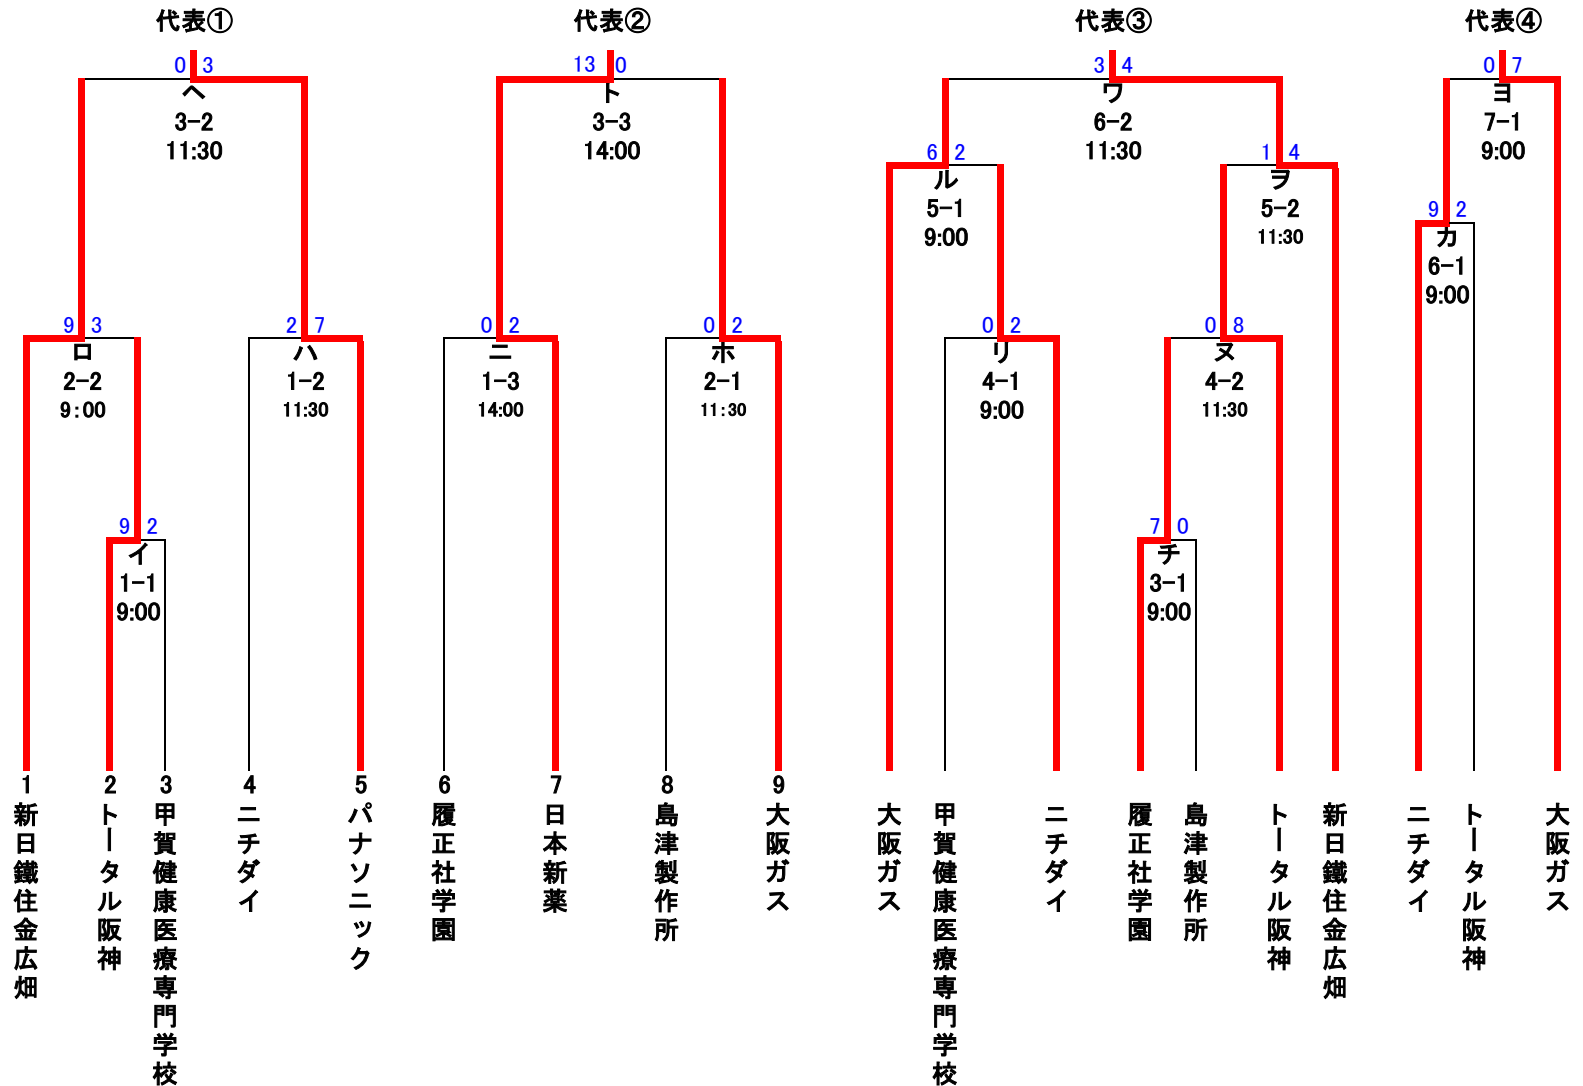 代表①
代表②
代表③
代表④
0 3
13 0
3 4
0 7
ヘ
ト
ワ
ヨ
3-2
3-3
6-2
7-1
11:30
14:00
11:30
9:00
6 2
1 4
ル
ヲ
5-1
5-2
9:00
11:30
9 2
カ
6-1
9:00
9 3
2 7
0 2
0 2
0 2
0 8
ロ
ハ
ニ
ホ
リ
ヌ
2-2
1-2
1-3
2-1
4-1
4-2
9:00
11:30
14:00
11:30
9:00
11:30
9 2
7 0
イ
チ
1-1
3-1
9:00
9:00
1
2
3
4
5
6
7
8
9
新日鐵住金広畑
トータル阪神
甲賀健康医療専門学校
ニチダイ
パナソニック
履正社学園
日本新薬
島津製作所
大阪ガス
大阪ガス
甲賀健康医療専門学校
ニチダイ
履正社学園
島津製作所
トータル阪神
新日鐵住金広畑
ニチダイ
トータル阪神
大阪ガス